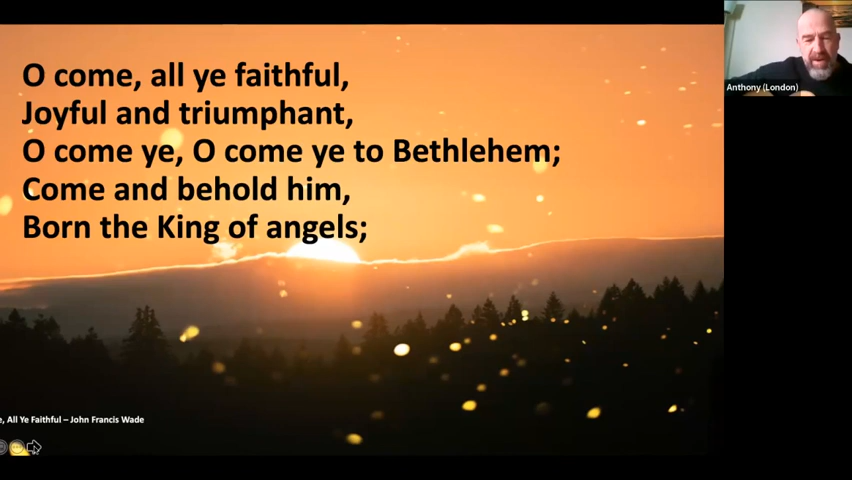 O come, all ye faithful,
Joyful and triumphant,
O come ye, O come ye to Bethlehem;
Come and behold him,
Born the King of angels;
Anthony (London)
, All Ye Faithful – John Francis Wade